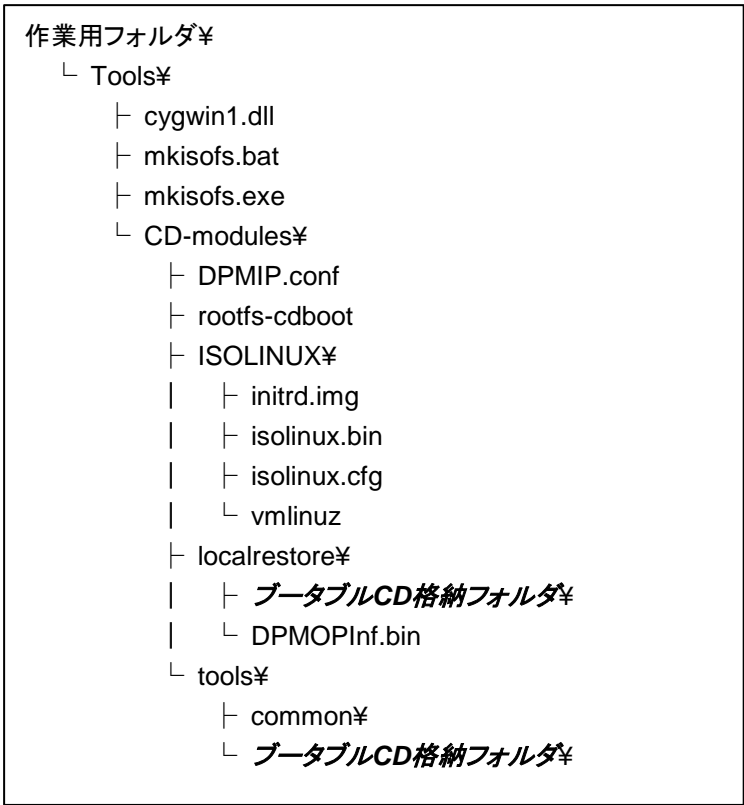 作業用フォルダ¥
└ Tools¥
├ cygwin1.dll
├ mkisofs.bat
├ mkisofs.exe
└ CD-modules¥
├ DPMIP.conf
├ rootfs-cdboot
├ ISOLINUX¥
│ ├ initrd.img
│ ├ isolinux.bin
│ ├ isolinux.cfg
│ └ vmlinuz
├ localrestore¥
│ ├ ブータブルCD格納フォルダ¥
│ └ DPMOPInf.bin
└ tools¥
├ common¥
└ ブータブルCD格納フォルダ¥